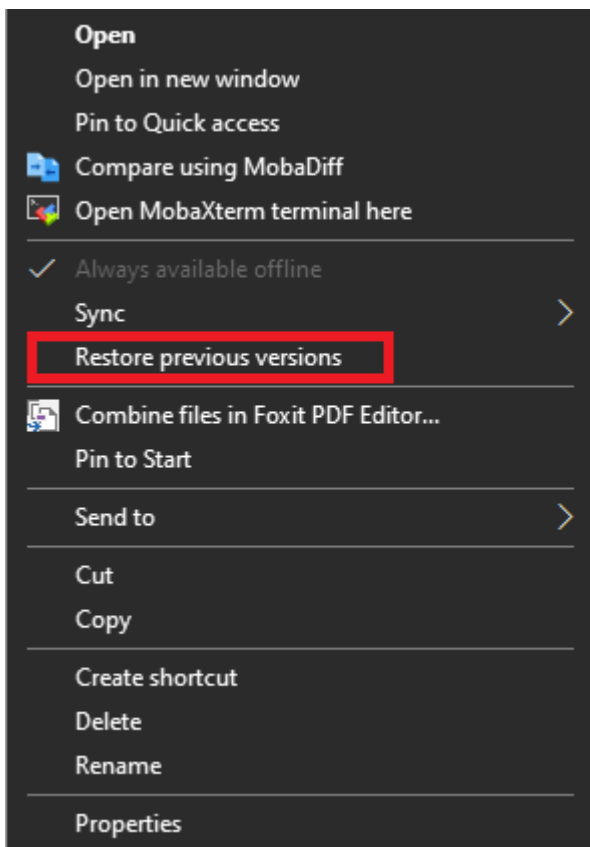 Open
Open in new window
Pin to Quick access
Compare using MobaDiff
Open MobaXterm terminal here
Always available offline
Sync
Restore previous versions
Combine files in Foxit PDF Editor...
Pin to Start
Send to
Cut
Copy
Create shortcut
Delete
Rename
Properties